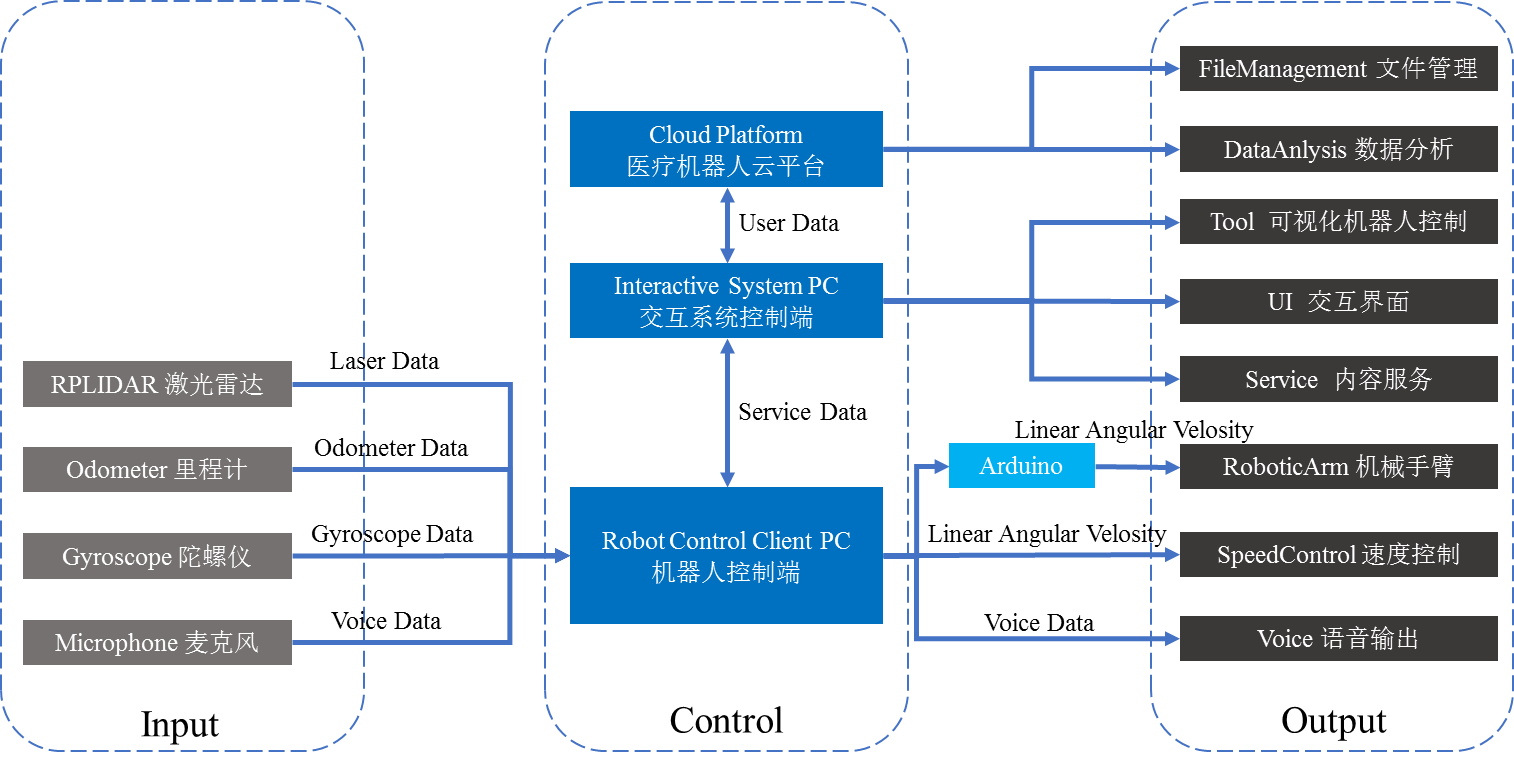 RPLIDAR 激光雷达
Odometer 里程计
Gyroscope 陀螺仪
Microphone 麦克风
Input
Laser Data
Odometer Data
Gyroscope Data
Voice Data
Cloud Platform
医疗机器人云平台
User Data
Interactive System PC
交互系统控制端
Service Data
Robot Control Client PC
机器人控制端
Control
Linear Angular Velosity
Arduino
Linear Angular Velosity
Voice Data
FileManagement 文件管理
DataAnlysis 数据分析
Tool 可视化机器人控制
UI 交互界面
Service 内容服务
RoboticArm 机械手臂
SpeedControl 速度控制
Voice 语音输出
Output